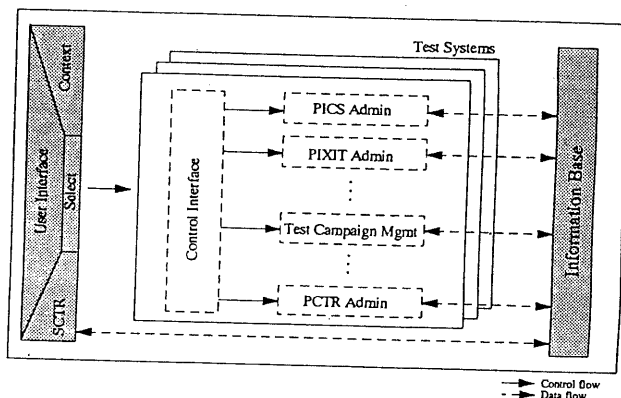 Test Systems
Context
User Interface
Select
SCTR
Control Interface
PICS Admin
PIXIT Admin
Test Campaign Mgmt
PCTR Admin
Information Base
Control flow
Data flow